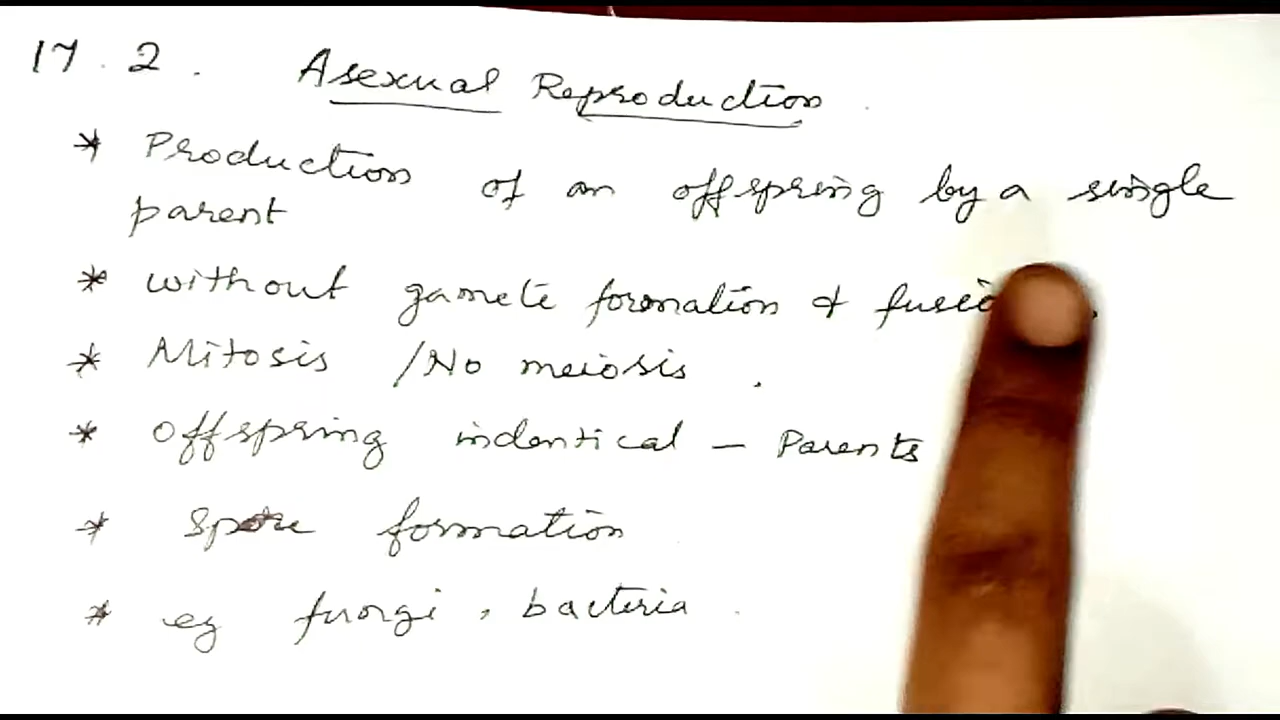 17.2. Asexual Reproduction
* Production of an offspring by a single
parent
* without gamete formation &
* Mitosis /No meiosis.
* Offspring indentical - Parents
* Spore formation
* eg fungi, bacteria.